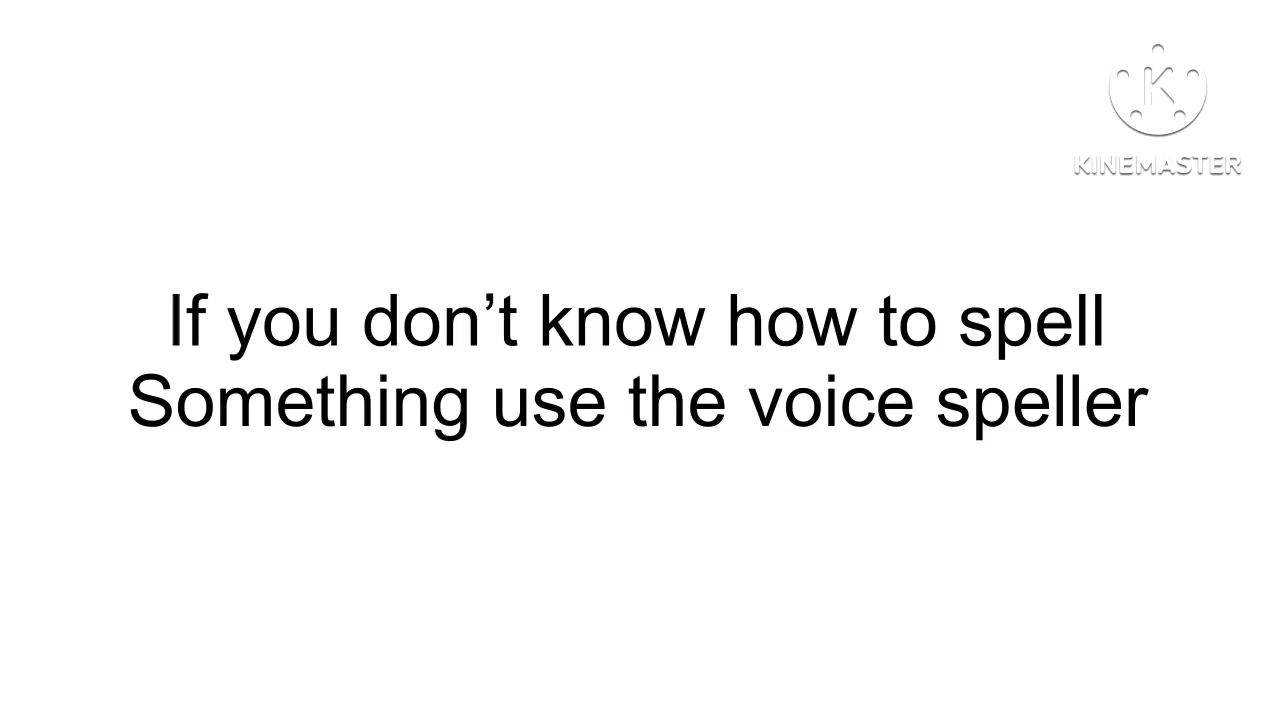 K
KINEMASTER
If you don’t know how to spell
Something use the voice speller